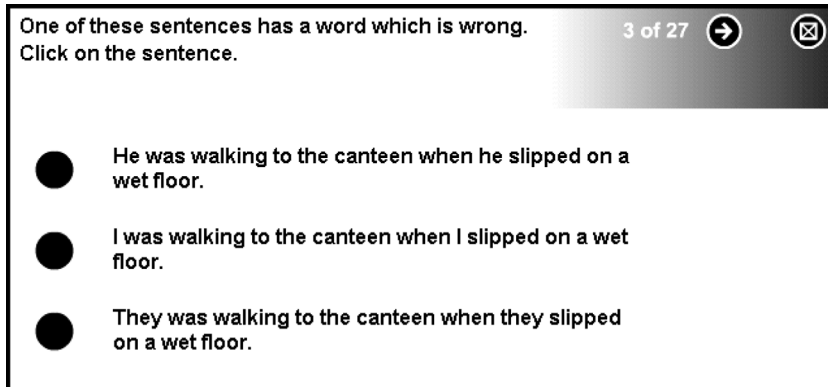 One of these sentences has a word which is wrong.
Click on the sentence.
3 of 27
He was walking to the canteen when he slipped on a
wet floor.
I was walking to the canteen when I slipped on a wet
floor.
They was walking to the canteen when they slipped
on a wet floor.